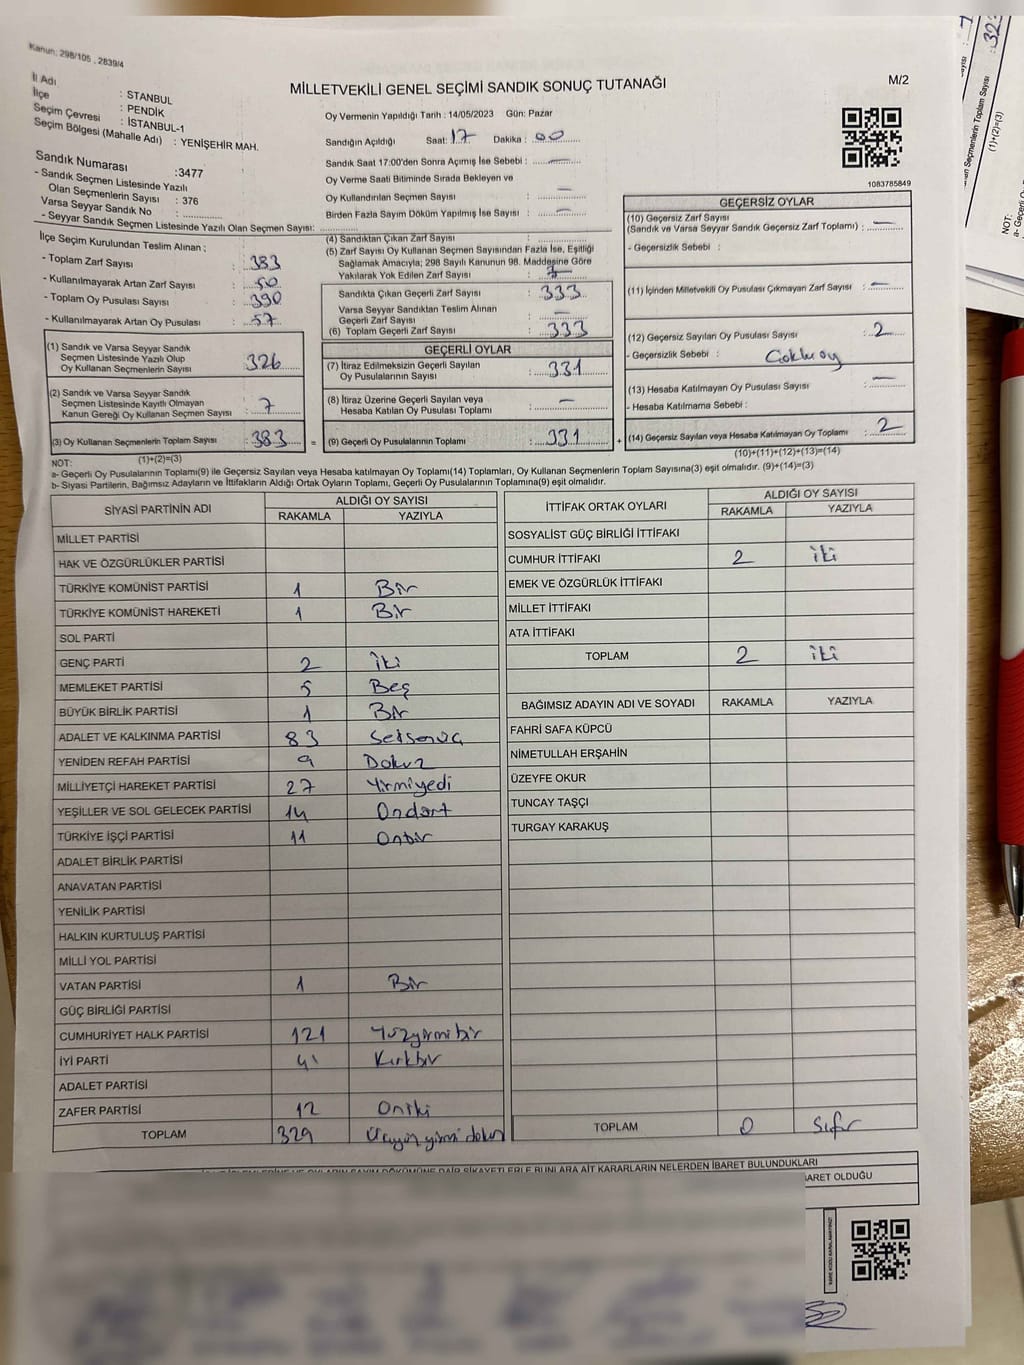 Kanun: 298/105 , 2839/4
İl Adı : STANBUL
İlçe : PENDİK
Seçim Çevresi : İSTANBUL-1
Seçim Bölgesi (Mahalle Adı) : YENİŞEHİR MAH.
MİLLETVEKİLİ GENEL SEÇİMİ SANDIK SONUÇ TUTANAĞI
M/2
Oy Vermenin Yapıldığı Tarih : 14/05/2023 Gün: Pazar
Sandığın Açıldığı Saat: 17 Dakika : 00
Sandık Saat 17:00'den Sonra Açımış İse Sebebi : —
Oy Verme Saati Bitiminde Sırada Bekleyen ve
Oy Kullandırılan Seçmen Sayısı : —
Birden Fazla Sayım Döküm Yapılmış İse Sayısı : —
1083785849
Sandık Numarası :3477
- Sandık Seçmen Listesinde Yazılı
Olan Seçmenlerin Sayısı : 376
Varsa Seyyar Sandık No :
- Seyyar Sandık Seçmen Listesinde Yazılı Olan Seçmen Sayısı:
İlçe Seçim Kurulundan Teslim Alınan ;
- Toplam Zarf Sayısı : 383
- Kullanılmayarak Artan Zarf Sayısı : 50
- Toplam Oy Pusulası Sayısı : 390
- Kullanılmayarak Artan Oy Pusulası : 57
(1) Sandık ve Varsa Seyyar Sandık
Seçmen Listesinde Yazılı Olup
Oy Kullanan Seçmenlerin Sayısı : 326
(2) Sandık ve Varsa Seyyar Sandık
Seçmen Listesinde Kayıtlı Olmayan
Kanun Gereği Oy Kullanan Seçmen Sayısı : 7
(3) Oy Kullanan Seçmenlerin Toplam Sayısı : 383 =
(1)+(2)=(3)
(4) Sandıktan Çıkan Zarf Sayısı :
(5) Zarf Sayısı Oy Kullanan Seçmen Sayısından Fazla İse, Eşitliği
Sağlamak Amacıyla; 298 Sayılı Kanunun 98. Maddesine Göre
Yakılarak Yok Edilen Zarf Sayısı :
Sandıkta Çıkan Geçerli Zarf Sayısı : 333
Varsa Seyyar Sandıktan Teslim Alınan
Geçerli Zarf Sayısı : —
(6) Toplam Geçerli Zarf Sayısı : 333
GEÇERLİ OYLAR
(7) İtiraz Edilmeksizin Geçerli Sayılan
Oy Pusulalarının Sayısı : 331
(8) İtiraz Üzerine Geçerli Sayılan veya
Hesaba Katılan Oy Pusulası Toplamı : —
(9) Geçerli Oy Pusulalarının Toplamı : 331 +
GEÇERSİZ OYLAR
(10) Geçersiz Zarf Sayısı
(Sandık ve Varsa Seyyar Sandık Geçersiz Zarf Toplamı) : —
- Geçersizlik Sebebi :
(11) İçinden Milletvekili Oy Pusulası Çıkmayan Zarf Sayısı : —
(12) Geçersiz Sayılan Oy Pusulası Sayısı : 2
- Geçersizlik Sebebi : Çoklu oy
(13) Hesaba Katılmayan Oy Pusulası Sayısı : —
- Hesaba Katılmama Sebebi :
(14) Geçersiz Sayılan veya Hesaba Katılmayan Oy Toplamı : 2
(10)+(11)+(12)+(13)=(14)
NOT:
a- Geçerli Oy Pusulalarının Toplamı(9) ile Geçersiz Sayılan veya Hesaba katılmayan Oy Toplamı(14) Toplamları, Oy Kullanan Seçmenlerin Toplam Sayısına(3) eşit olmalıdır. (9)+(14)=(3)
b- Siyasi Partilerin, Bağımsız Adayların ve İttifakların Aldığı Ortak Oyların Toplamı, Geçerli Oy Pusulalarının Toplamına(9) eşit olmalıdır.
SİYASİ PARTİNİN ADI ALDIĞI OY SAYISI
RAKAMLA YAZIYLA
MİLLET PARTİSİ
HAK VE ÖZGÜRLÜKLER PARTİSİ
TÜRKİYE KOMÜNİST PARTİSİ 1 Bir
TÜRKİYE KOMÜNİST HAREKETİ 1 Bir
SOL PARTİ
GENÇ PARTİ 2 İki
MEMLEKET PARTİSİ 5 Beş
BÜYÜK BİRLİK PARTİSİ 1 Bir
ADALET VE KALKINMA PARTİSİ 83 Seksenüç
YENİDEN REFAH PARTİSİ 9 Dokuz
MİLLİYETÇİ HAREKET PARTİSİ 27 Yirmiyedi
YEŞİLLER VE SOL GELECEK PARTİSİ 14 Ondört
TÜRKİYE İŞÇİ PARTİSİ 11 Onbir
ADALET BİRLİK PARTİSİ
ANAVATAN PARTİSİ
YENİLİK PARTİSİ
HALKIN KURTULUŞ PARTİSİ
MİLLİ YOL PARTİSİ
VATAN PARTİSİ 1 Bir
GÜÇ BİRLİĞİ PARTİSİ
CUMHURİYET HALK PARTİSİ 121 Yüzyirmibir
İYİ PARTİ 41 Kırkbir
ADALET PARTİSİ
ZAFER PARTİSİ 12 Oniki
TOPLAM 329 Üçyüzyirmidokuz
İTTİFAK ORTAK OYLARI ALDIĞI OY SAYISI
RAKAMLA YAZIYLA
SOSYALİST GÜÇ BİRLİĞİ İTTİFAKI
CUMHUR İTTİFAKI 2 iki
EMEK VE ÖZGÜRLÜK İTTİFAKI
MİLLET İTTİFAKI
ATA İTTİFAKI
TOPLAM 2 iki
BAĞIMSIZ ADAYIN ADI VE SOYADI RAKAMLA YAZIYLA
FAHRİ SAFA KÜPCÜ
NİMETULLAH ERŞAHİN
ÜZEYFE OKUR
TUNCAY TAŞÇI
TURGAY KARAKUŞ
TOPLAM 0 Sıfır
DÖKÜMÜNE DAİR ŞİKAYETLERLE BUNLARA AİT KARARLARIN NELERDEN İBARET BULUNDUKLARI
BARET OLDUĞU
Toplam Sayısı
(1)+(2)=(3)
NOT: